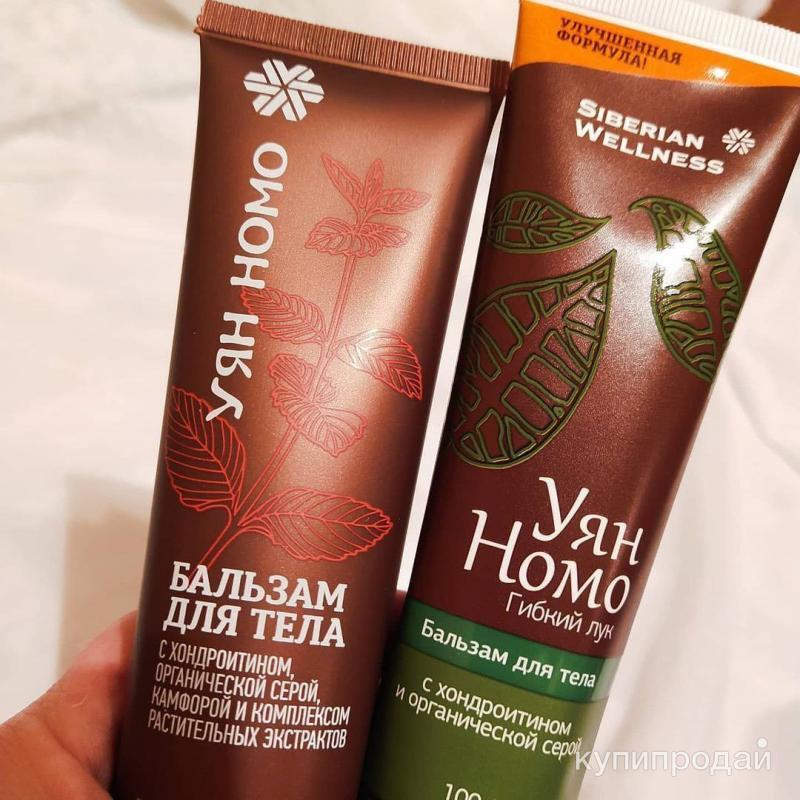 УЯН НОМО
БАЛЬЗАМ
ДЛЯ ТЕЛА
С ХОНДРОИТИНОМ,
ОРГАНИЧЕСКОЙ СЕРОЙ,
КАМФОРОЙ И КОМПЛЕКСОМ
РАСТИТЕЛЬНЫХ ЭКСТРАКТОВ
УЛУЧШЕННАЯ
ФОРМУЛА!
SIBERIAN
WELLNESS
Уян
Номо
Гибкий лук
Бальзам для тела
с хондроитином
и органической серой
100
купипродай